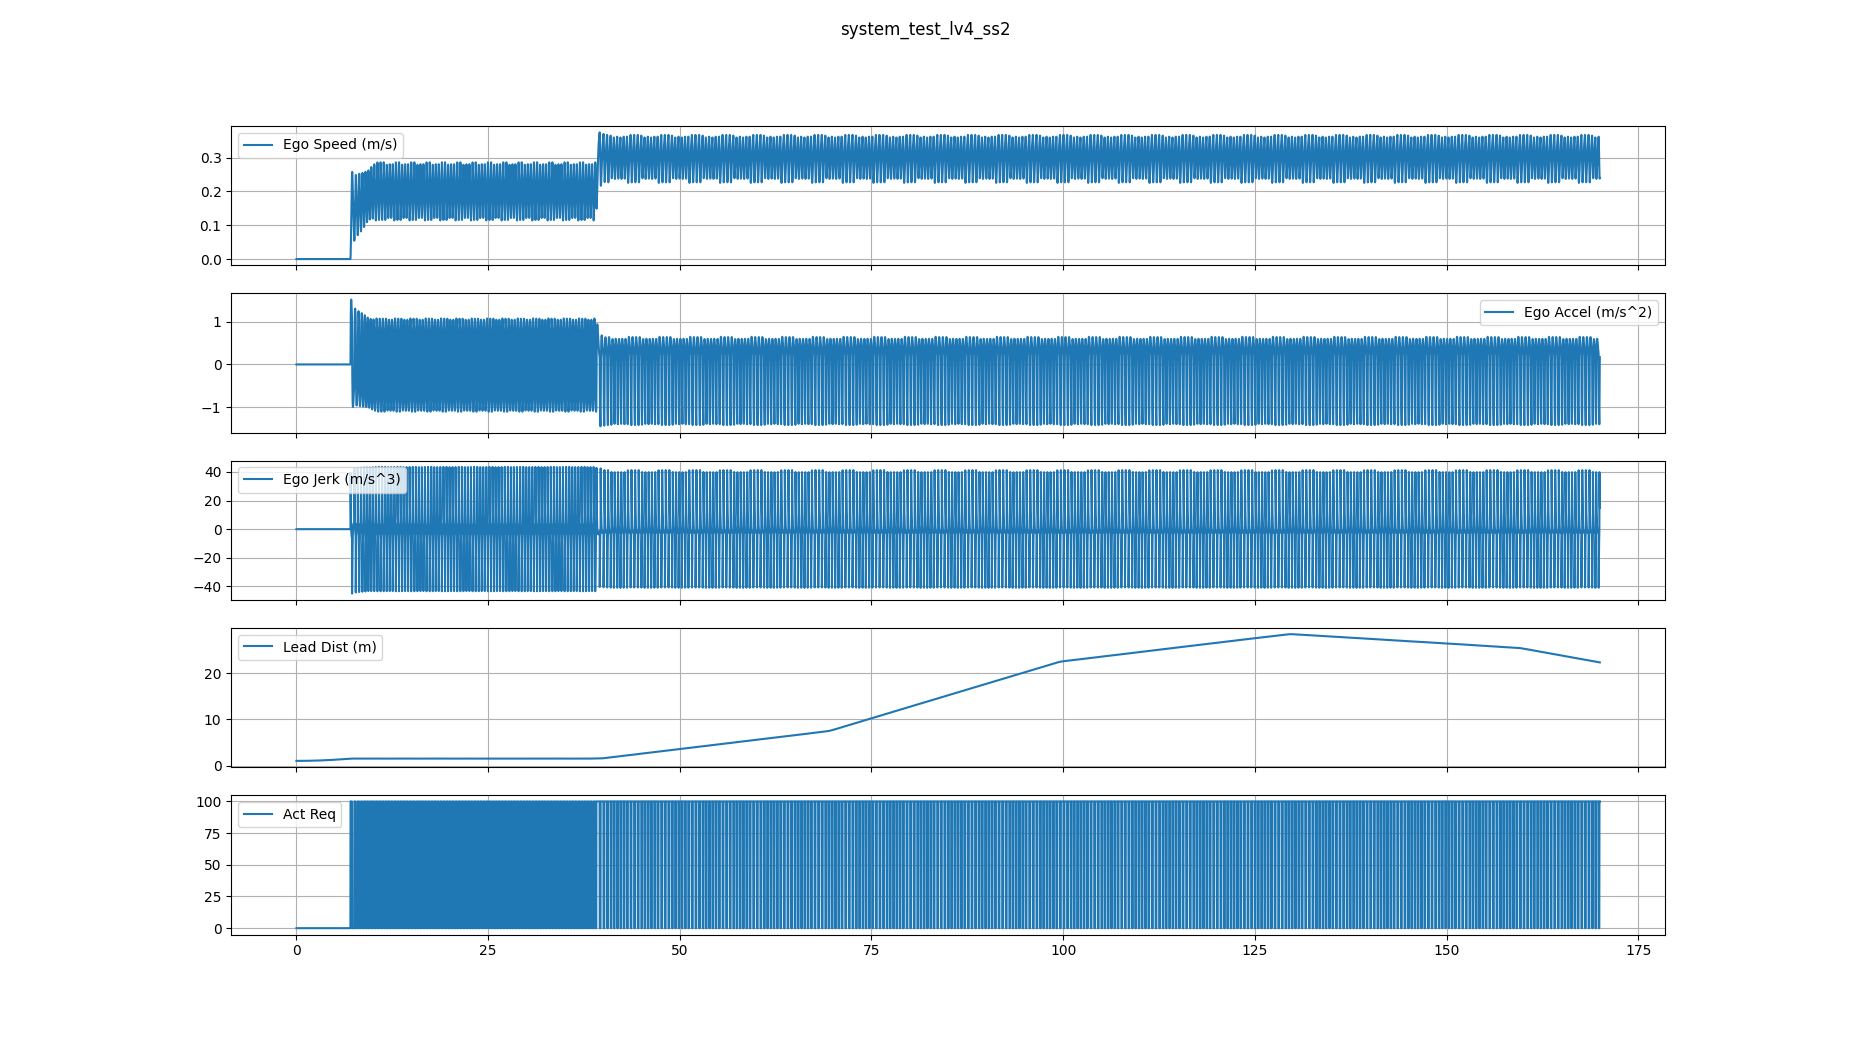 system_test_lv4_ss2
Ego Speed (m/s)
0.3
0.2
0.1
0.0
Ego Accel (m/s^2)
1
0
−1
Ego Jerk (m/s^3)
40
20
0
−20
−40
Lead Dist (m)
20
10
0
Act Req
100
75
50
25
0
0 25 50 75 100 125 150 175